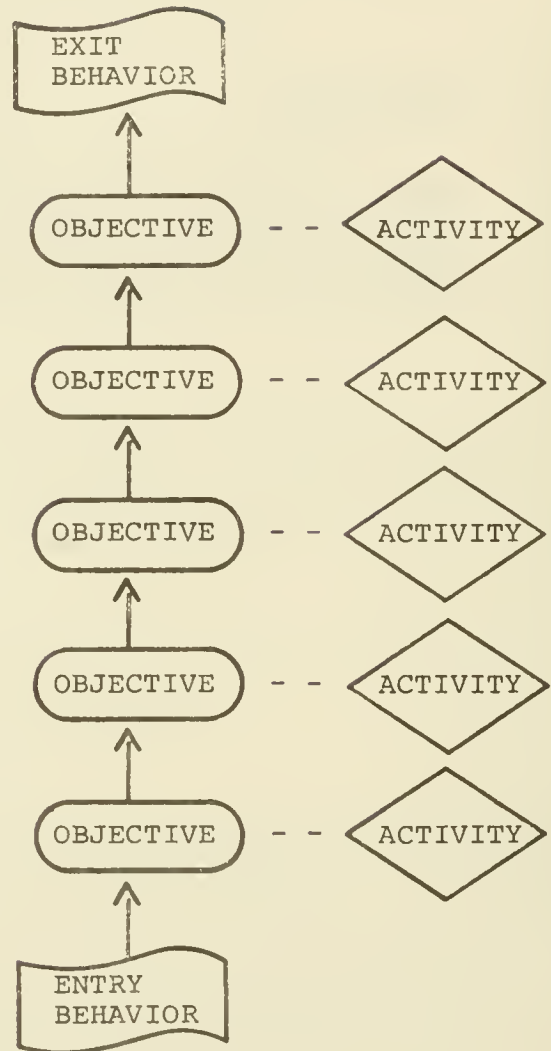 EXIT
BEHAVIOR
OBJECTIVE -- ACTIVITY
OBJECTIVE -- ACTIVITY
OBJECTIVE -- ACTIVITY
OBJECTIVE -- ACTIVITY
OBJECTIVE -- ACTIVITY
ENTRY
BEHAVIOR